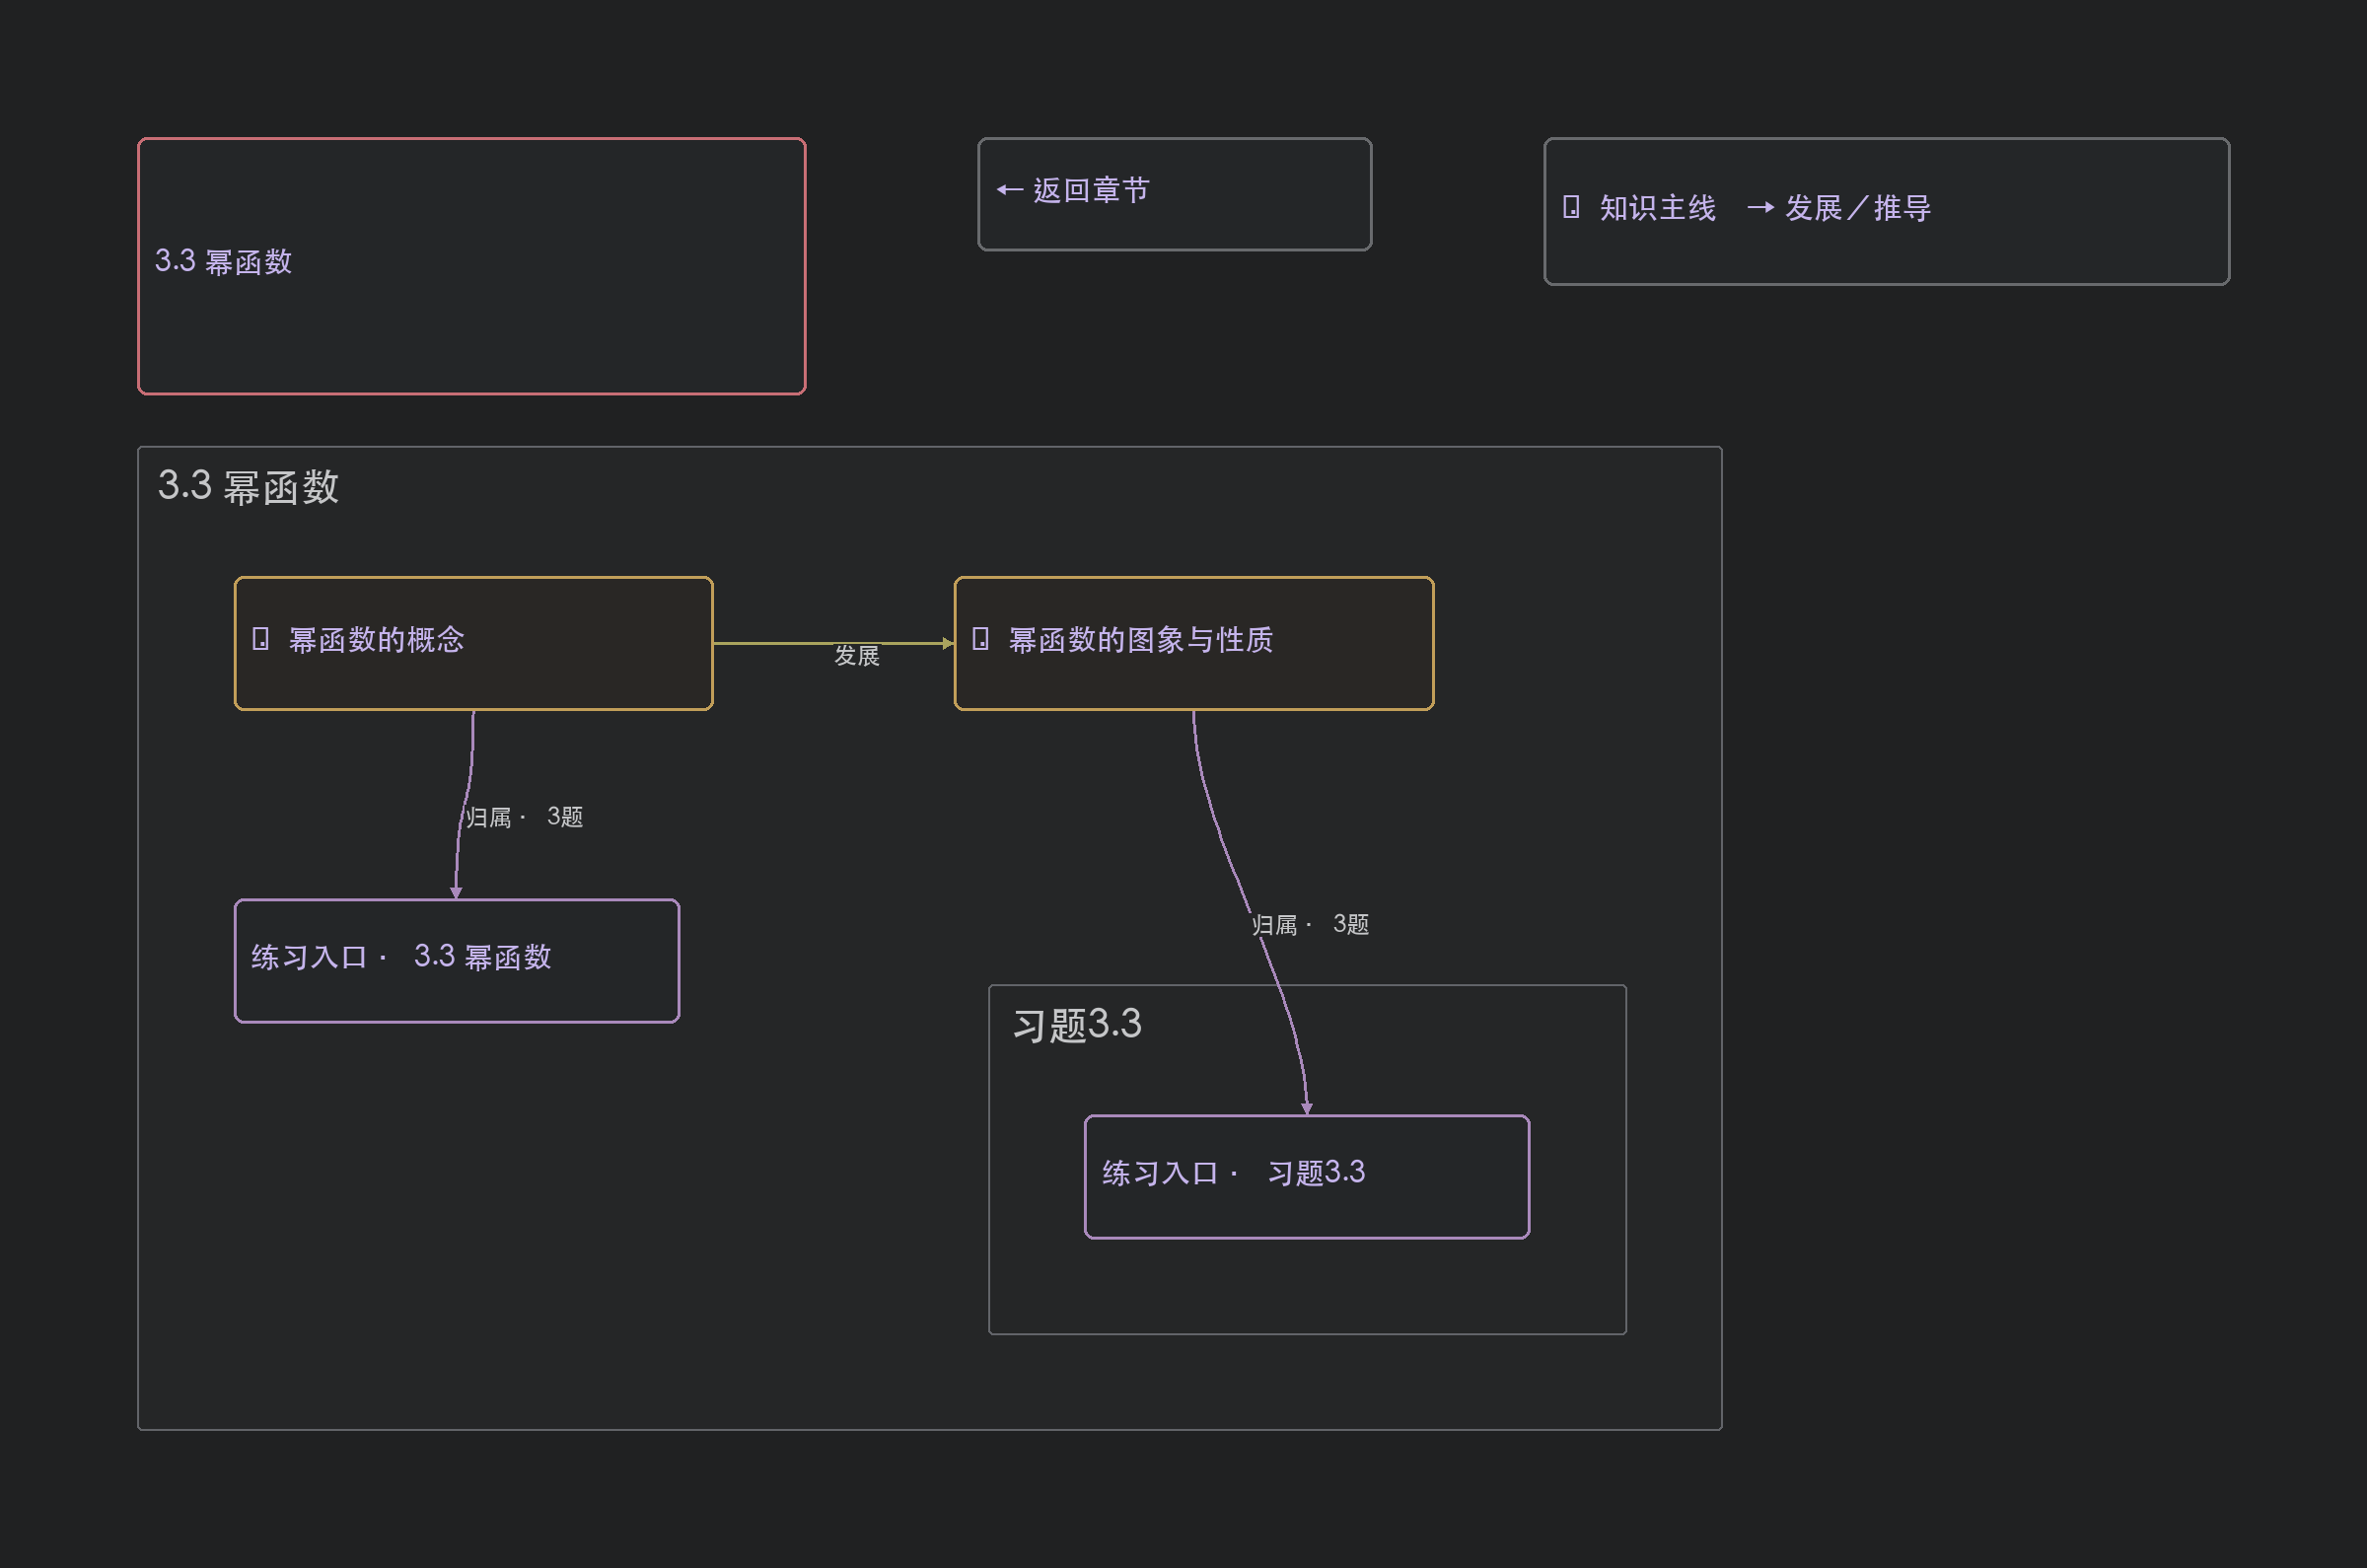 3.3 幂函数
← 返回章节
知识主线 → 发展／推导
3.3 幂函数
幂函数的概念
发展
幂函数的图象与性质
归属 · 3题
归属 · 3题
练习入口 · 3.3 幂函数
习题3.3
练习入口 · 习题3.3